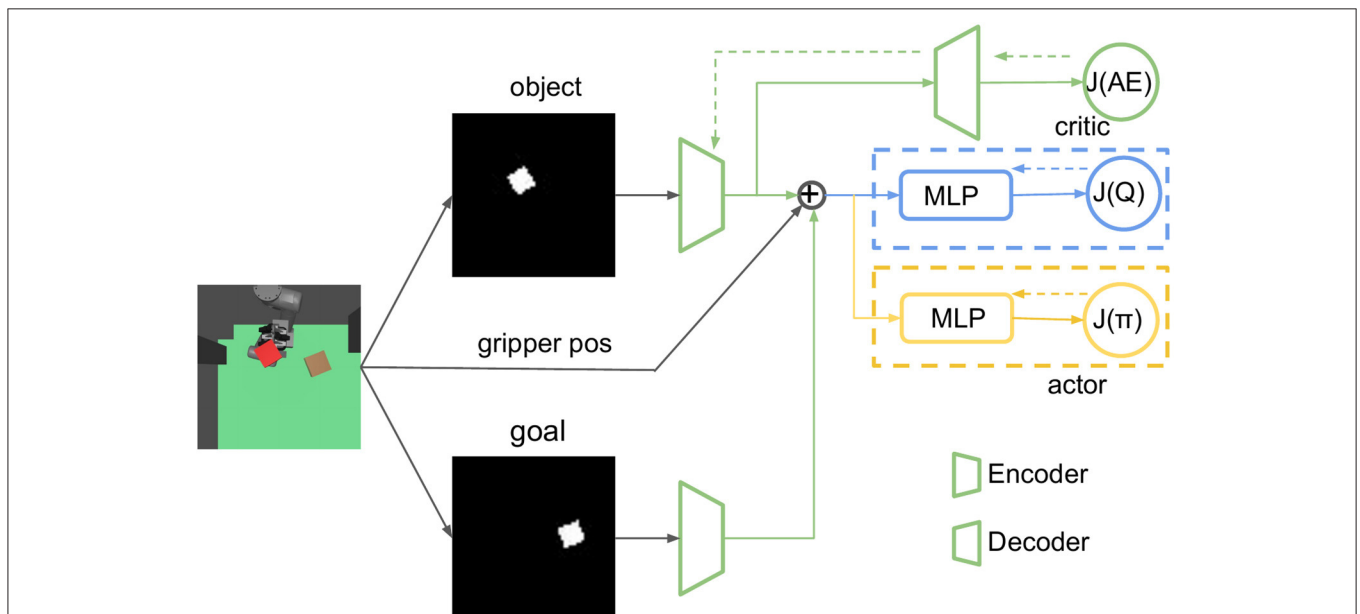 object
J(AE)
critic
MLP
J(Q)
+
gripper pos
MLP
J(π)
actor
goal
Encoder
Decoder